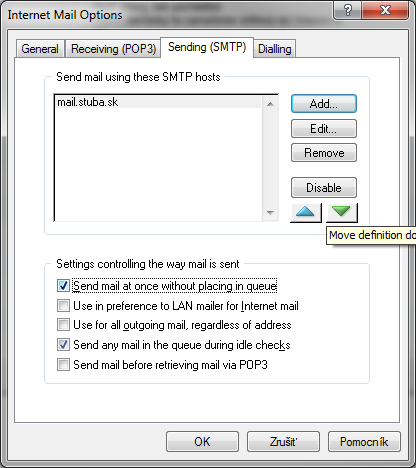 Internet Mail Options
General Receiving (POP3) Sending (SMTP) Dialling
Send mail using these SMTP hosts
mail.stuba.sk
Add...
Edit...
Remove
Disable
Move definition do
Settings controlling the way mail is sent
Send mail at once without placing in queue
Use in preference to LAN mailer for Internet mail
Use for all outgoing mail, regardless of address
Send any mail in the queue during idle checks
Send mail before retrieving mail via POP3
OK Zrušiť Pomocník